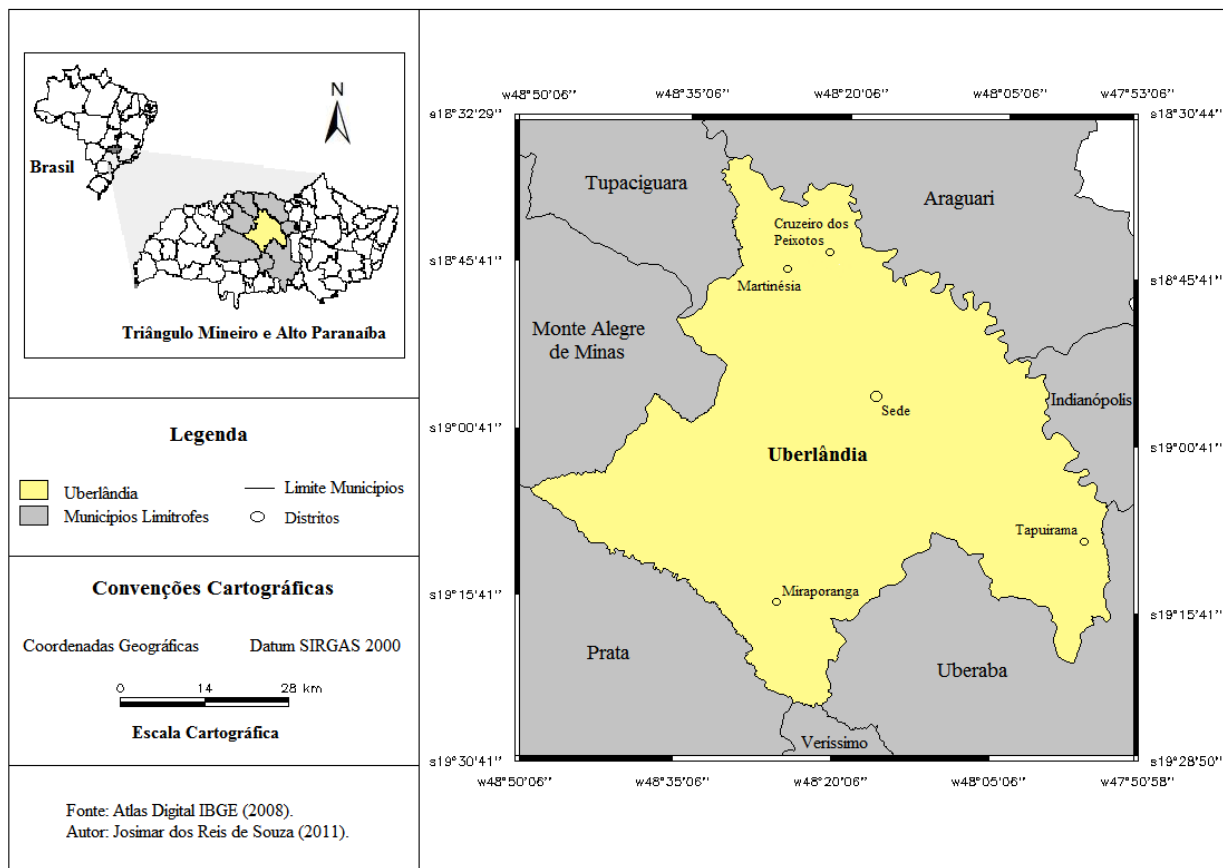 N
Brasil
Triângulo Mineiro e Alto Paranaíba
Legenda
Uberlândia
Limite Municipios
Municípios Limítrofes
Distritos
Convenções Cartográficas
Coordenadas Geográficas
Datum SIRGAS 2000
0 14 28 km
Escala Cartográfica
Fonte: Atlas Digital IBGE (2008).
Autor: Josimar dos Reis de Souza (2011).
w48°50'06'' w48°35'06'' w48°20'06'' w48°05'06'' w47°53'06''
s18°32'29''
s18°30'44''
Tupaciguara
Araguari
Cruzeiro dos
Peixotos
s18°45'41''
Martinésia
s18°45'41''
Monte Alegre
de Minas
Indianópolis
Sede
s19°00'41''
s19°00'41''
Uberlândia
Tapuirama
s19°15'41''
Miraporanga
s19°15'41''
Prata
Uberaba
Veríssimo
s19°30'41''
s19°28'50''
w48°50'06'' w48°35'06'' w48°20'06'' w48°05'06'' w47°50'58''